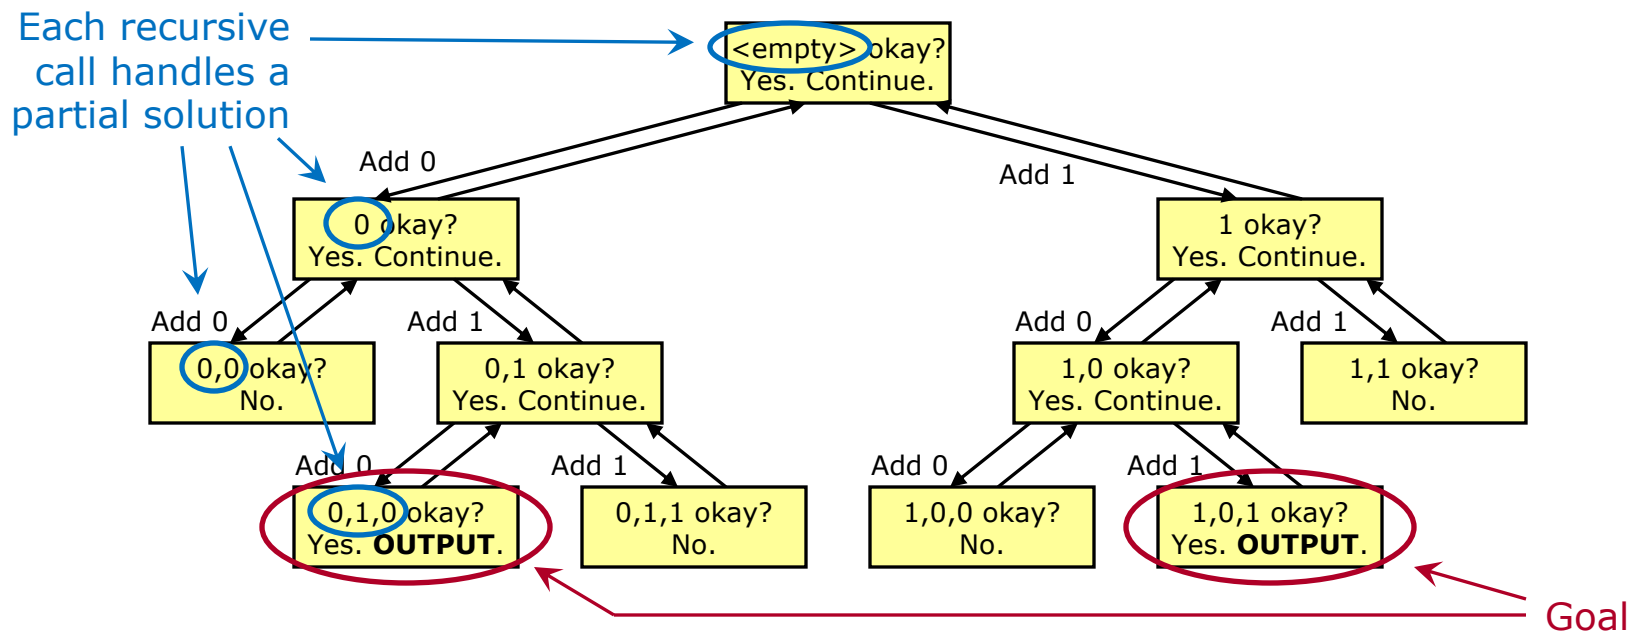 Each recursive
call handles a
partial solution
<empty> okay?
Yes. Continue.
Add 0
Add 1
0 okay?
Yes. Continue.
1 okay?
Yes. Continue.
Add 0
Add 1
Add 0
Add 1
0,0 okay?
No.
0,1 okay?
Yes. Continue.
1,0 okay?
Yes. Continue.
1,1 okay?
No.
Add 0
Add 1
Add 0
Add 1
0,1,0 okay?
Yes. OUTPUT.
0,1,1 okay?
No.
1,0,0 okay?
No.
1,0,1 okay?
Yes. OUTPUT.
Goal